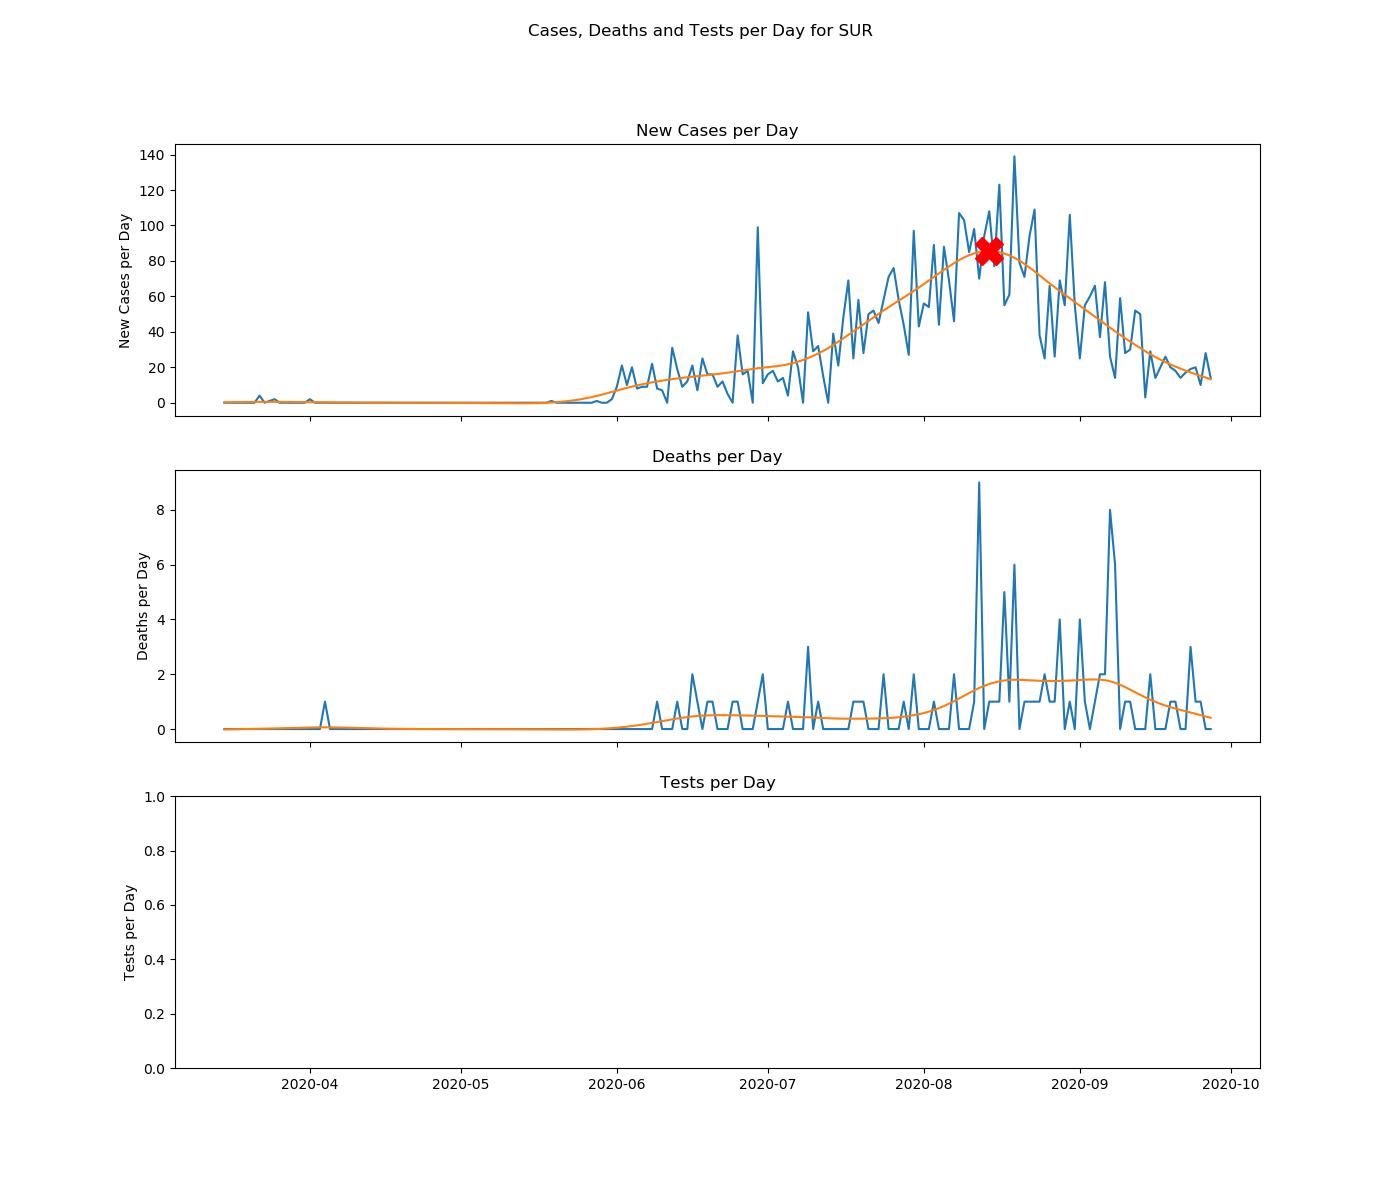 Cases, Deaths and Tests per Day for SUR
New Cases per Day
New Cases per Day
140
120
100
80
60
40
20
0
Deaths per Day
Deaths per Day
8
6
4
2
0
Tests per Day
Tests per Day
1.0
0.8
0.6
0.4
0.2
0.0
2020-04 2020-05 2020-06 2020-07 2020-08 2020-09 2020-10